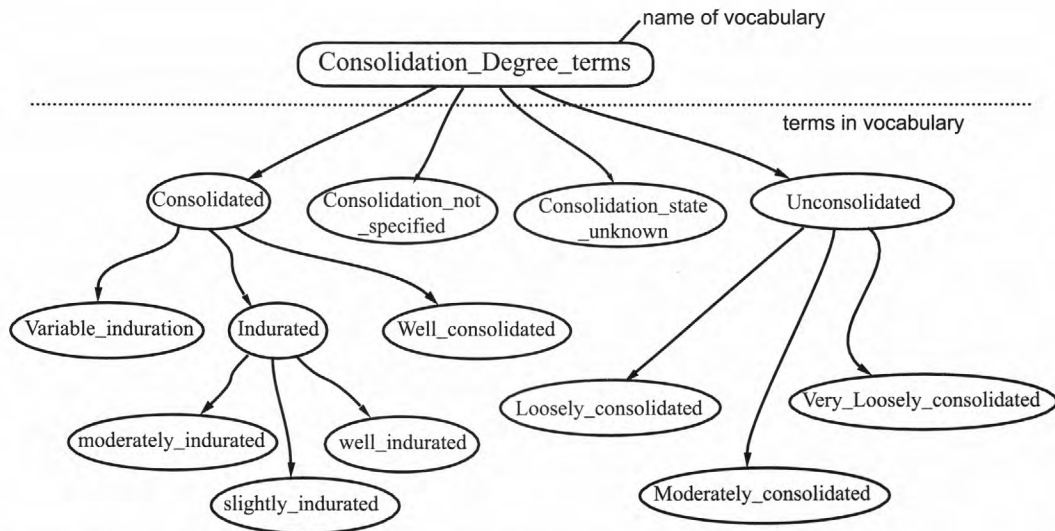 name of vocabulary
Consolidation_Degree_terms
terms in vocabulary
Consolidated
Consolidation_not
_specified
Consolidation_state
_unknown
Unconsolidated
Variable_induration
Indurated
Well_consolidated
Loosely_consolidated
Very_Loosely_consolidated
moderately_indurated
well_indurated
slightly_indurated
Moderately_consolidated